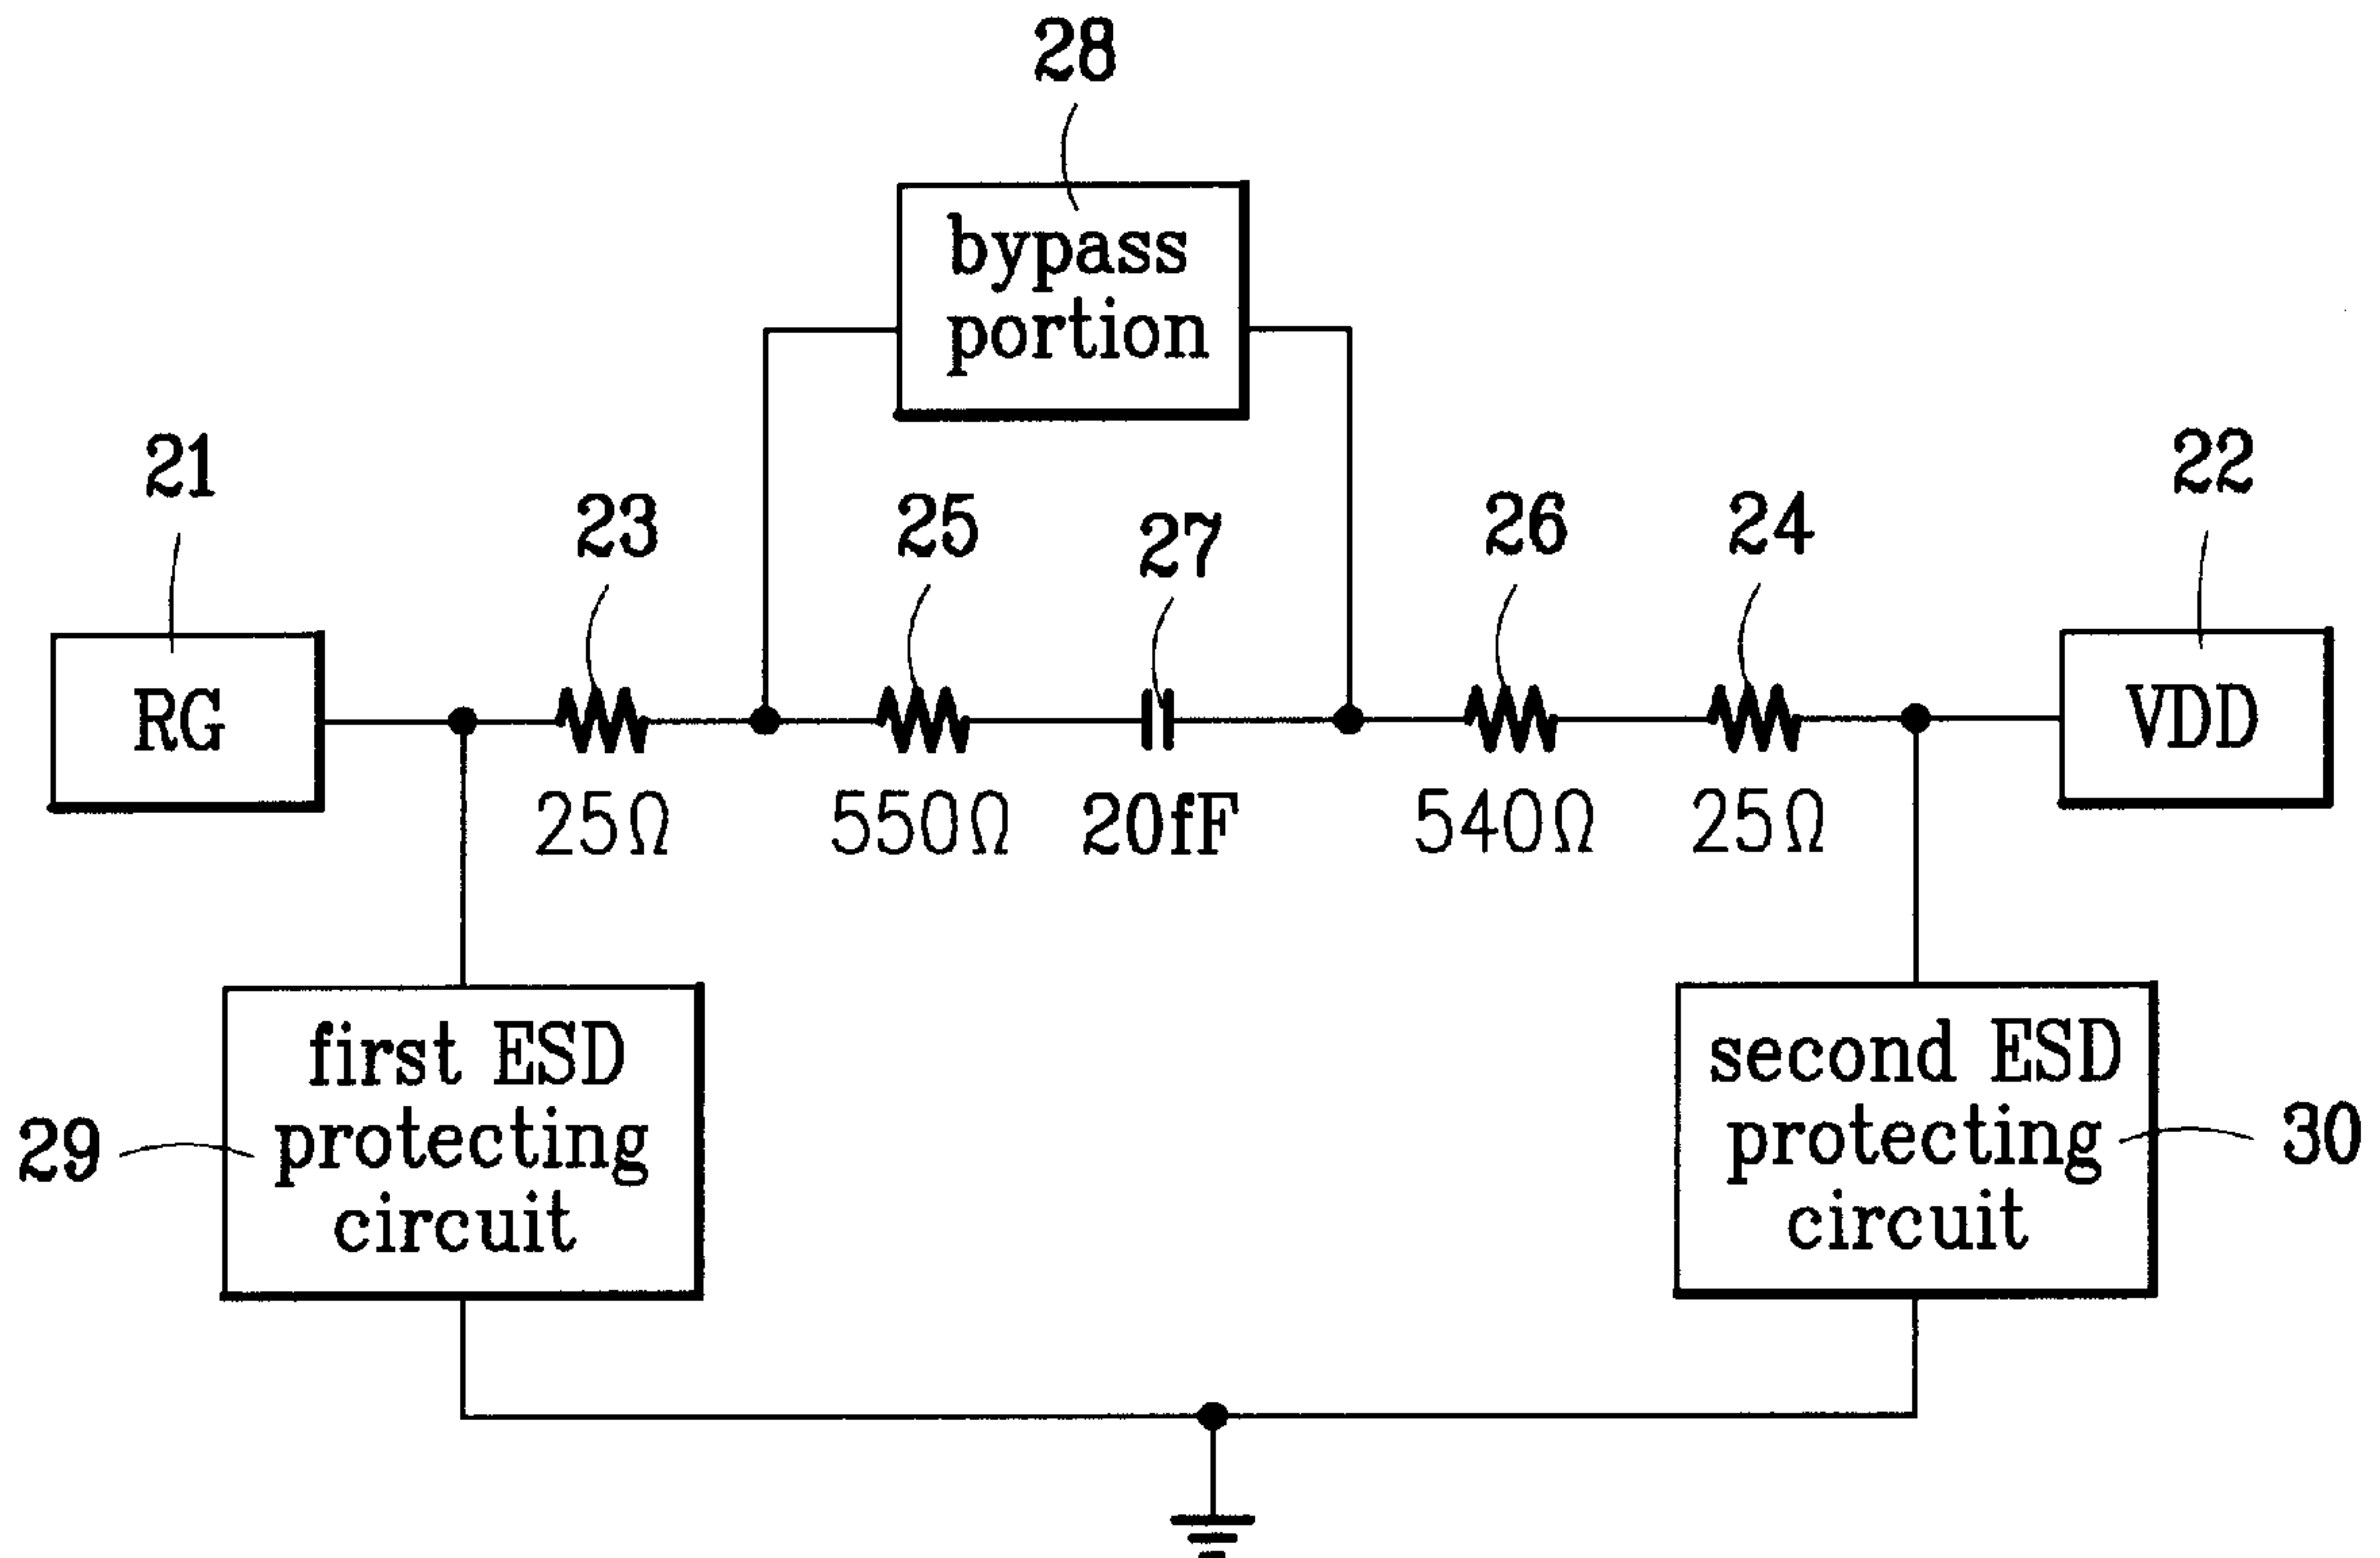 28
bypass
portion
21
23
25
27
26
24
22
RG
VDD
25Ω
550Ω
20fF
540Ω
25Ω
first ESD
protecting
circuit
29
second ESD
protecting
circuit
30